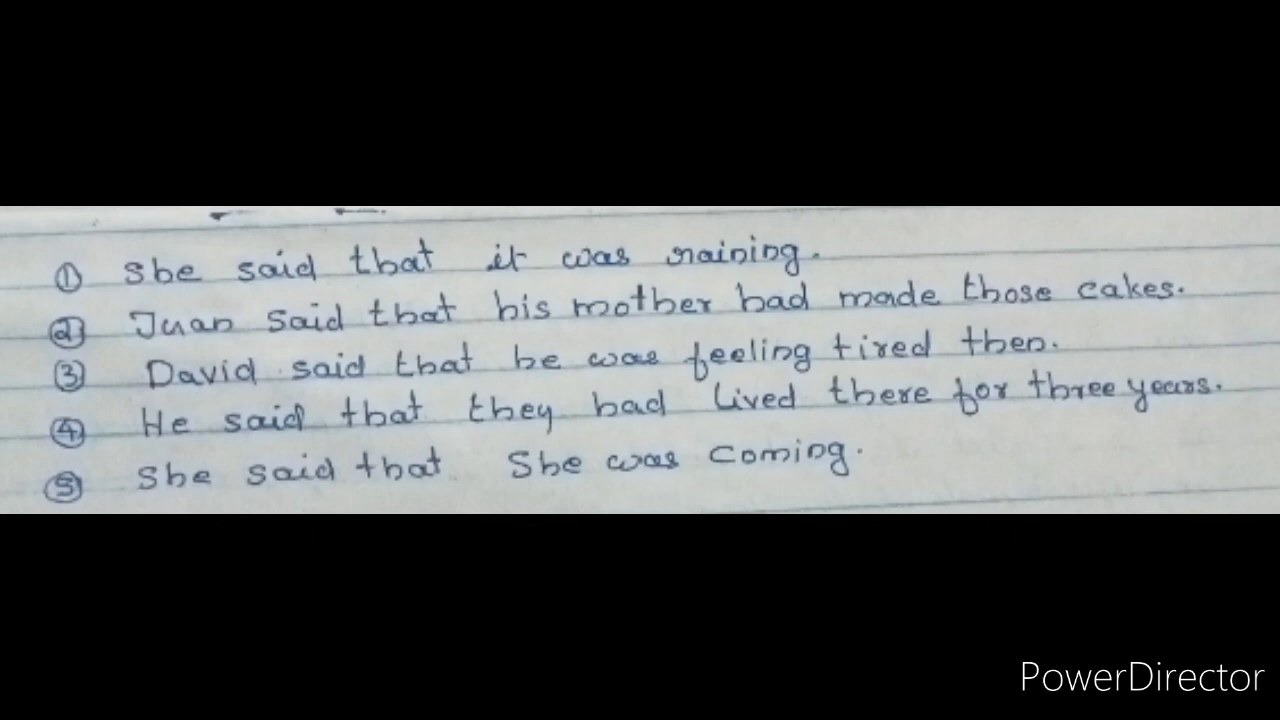 ① She said that it was raining.
② Juan said that his mother had made those cakes.
③ David said that he was feeling tired then.
④ He said that they had lived there for three years.
⑤ She said that She was coming.
PowerDirector